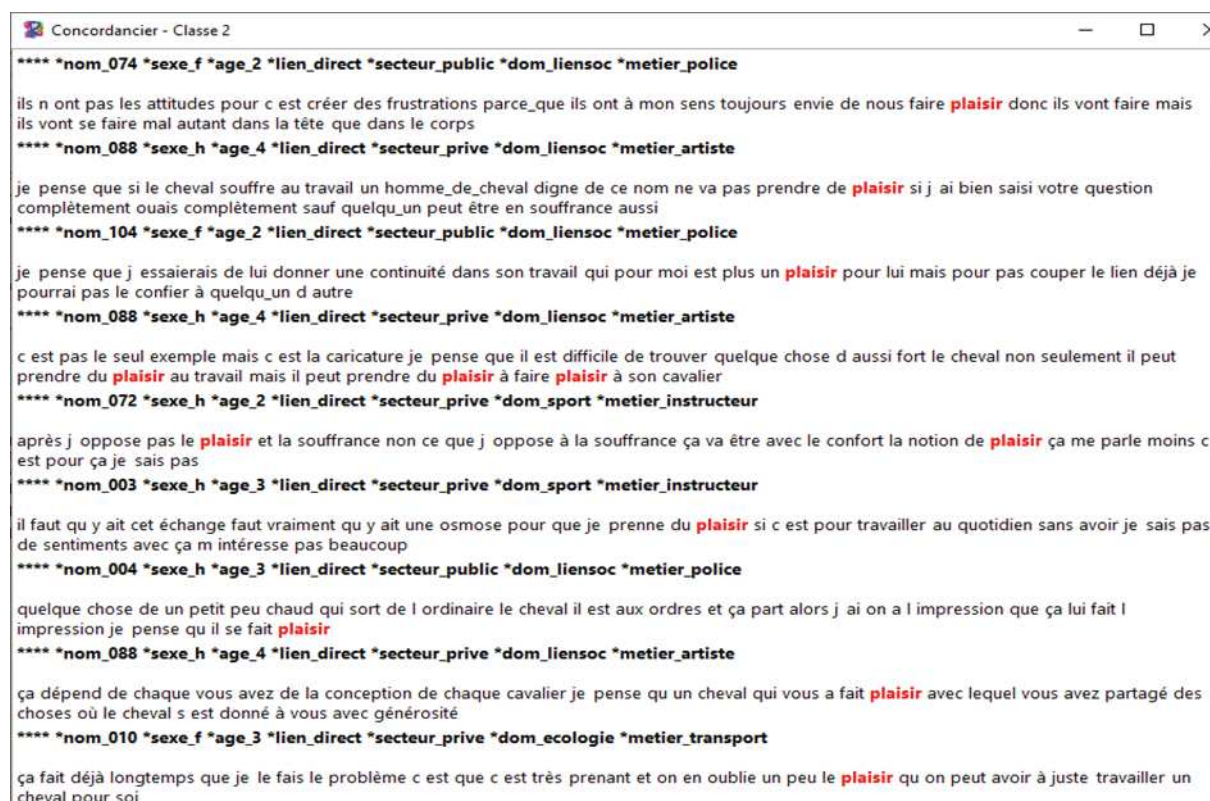 Concordancier - Classe 2
**** *nom_074 *sexe_f *age_2 *lien_direct *secteur_public *dom_liensoc *metier_police
ils n ont pas les attitudes pour c est créer des frustrations parce_que ils ont à mon sens toujours envie de nous faire plaisir donc ils vont faire mais
ils vont se faire mal autant dans la tête que dans le corps
**** *nom_088 *sexe_h *age_4 *lien_direct *secteur_prive *dom_liensoc *metier_artiste
je pense que si le cheval souffre au travail un homme_de_cheval digne de ce nom ne va pas prendre de plaisir si j ai bien saisi votre question
complètement ouais complètement sauf quelqu_un peut être en souffrance aussi
**** *nom_104 *sexe_f *age_2 *lien_direct *secteur_public *dom_liensoc *metier_police
je pense que j essaierais de lui donner une continuité dans son travail qui pour moi est plus un plaisir pour lui mais pour pas couper le lien déjà je
pourrai pas le confier à quelqu_un d autre
**** *nom_088 *sexe_h *age_4 *lien_direct *secteur_prive *dom_liensoc *metier_artiste
c est pas le seul exemple mais c est la caricature je pense que il est difficile de trouver quelque chose d aussi fort le cheval non seulement il peut
prendre du plaisir au travail mais il peut prendre du plaisir à faire plaisir à son cavalier
**** *nom_072 *sexe_h *age_2 *lien_direct *secteur_prive *dom_sport *metier_instructeur
après j oppose pas le plaisir et la souffrance non ce que j oppose à la souffrance ça va être avec le confort la notion de plaisir ça me parle moins c
est pour ça je sais pas
**** *nom_003 *sexe_h *age_3 *lien_direct *secteur_prive *dom_sport *metier_instructeur
il faut qu y ait cet échange faut vraiment qu y ait une osmose pour que je prenne du plaisir si c est pour travailler au quotidien sans avoir je sais pas
de sentiments avec ça m intéresse pas beaucoup
**** *nom_004 *sexe_h *age_3 *lien_direct *secteur_public *dom_liensoc *metier_police
quelque chose de un petit peu chaud qui sort de l ordinaire le cheval il est aux ordres et ça part alors j ai on a l impression que ça lui fait l
impression je pense qu il se fait plaisir
**** *nom_088 *sexe_h *age_4 *lien_direct *secteur_prive *dom_liensoc *metier_artiste
ça dépend de chaque vous avez de la conception de chaque cavalier je pense qu un cheval qui vous a fait plaisir avec lequel vous avez partagé des
choses où le cheval s est donné à vous avec générosité
**** *nom_010 *sexe_f *age_3 *lien_direct *secteur_prive *dom_ecologie *metier_transport
ça fait déjà longtemps que je le fais le problème c est que c est très prenant et on en oublie un peu le plaisir qu on peut avoir à juste travailler un
cheval pour soi